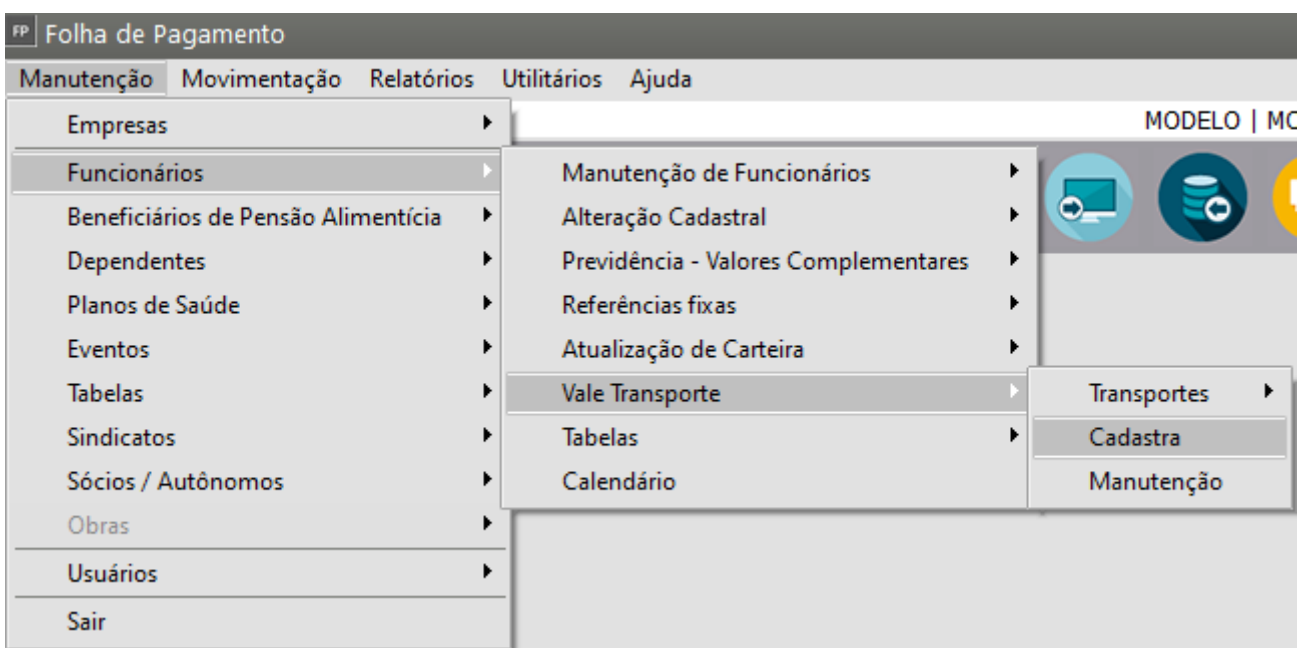 FP Folha de Pagamento
Manutenção Movimentação Relatórios Utilitários Ajuda
MODELO | MO
Empresas
Funcionários
Beneficiários de Pensão Alimentícia
Dependentes
Planos de Saúde
Eventos
Tabelas
Sindicatos
Sócios / Autônomos
Obras
Usuários
Sair
Manutenção de Funcionários
Alteração Cadastral
Previdência - Valores Complementares
Referências fixas
Atualização de Carteira
Vale Transporte
Tabelas
Calendário
Transportes
Cadastra
Manutenção